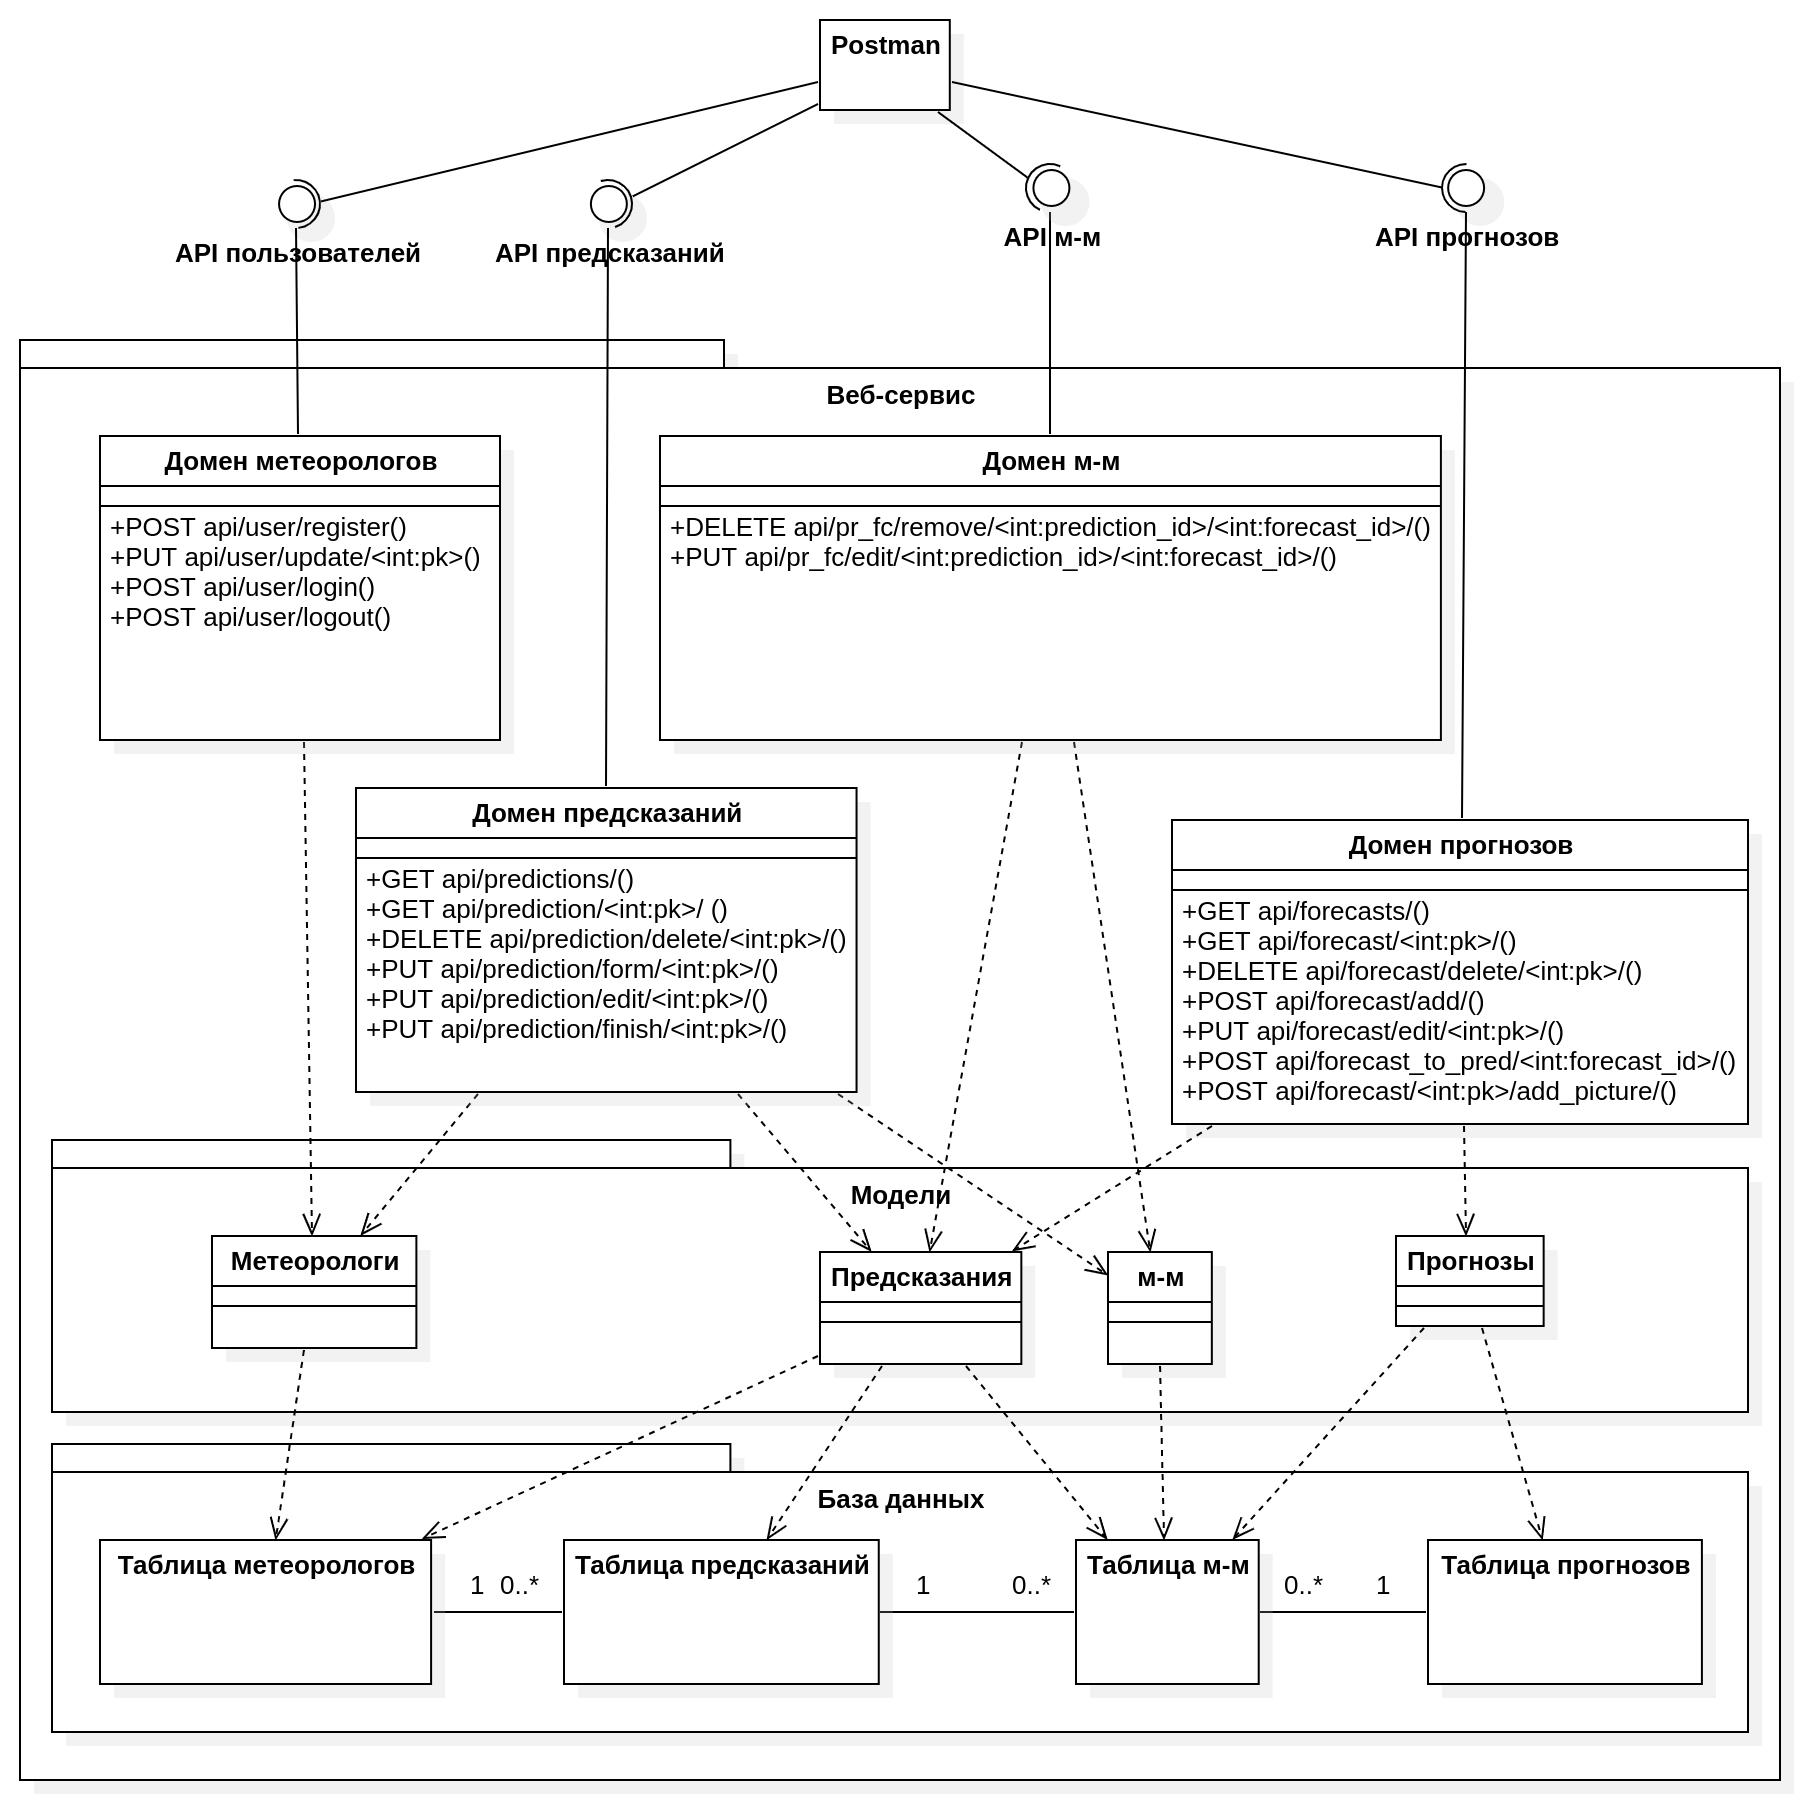 Postman
API пользователей
API предсказаний
API м-м
API прогнозов
Веб-сервис
Домен метеорологов
+POST api/user/register()
+PUT api/user/update/<int:pk>()
+POST api/user/login()
+POST api/user/logout()
Домен м-м
+DELETE api/pr_fc/remove/<int:prediction_id>/<int:forecast_id>/()
+PUT api/pr_fc/edit/<int:prediction_id>/<int:forecast_id>/()
Домен предсказаний
+GET api/predictions/()
+GET api/prediction/<int:pk>/ ()
+DELETE api/prediction/delete/<int:pk>/()
+PUT api/prediction/form/<int:pk>/()
+PUT api/prediction/edit/<int:pk>/()
+PUT api/prediction/finish/<int:pk>/()
Домен прогнозов
+GET api/forecasts/()
+GET api/forecast/<int:pk>/()
+DELETE api/forecast/delete/<int:pk>/()
+POST api/forecast/add/()
+PUT api/forecast/edit/<int:pk>/()
+POST api/forecast_to_pred/<int:forecast_id>/()
+POST api/forecast/<int:pk>/add_picture/()
Модели
Метеорологи
Предсказания
м-м
Прогнозы
База данных
Таблица метеорологов
1 0..*
Таблица предсказаний
1 0..*
Таблица м-м
0..* 1
Таблица прогнозов